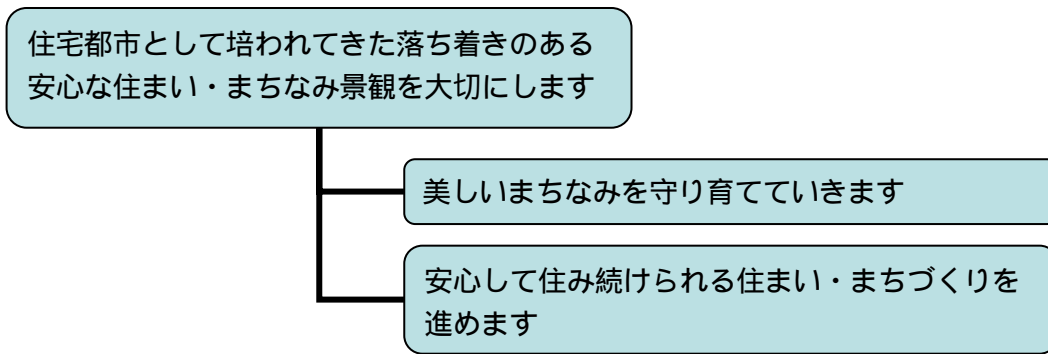 住宅都市として培われてきた落ち着きのある
安心な住まい・まちなみ景観を大切にします
美しいまちなみを守り育てていきます
安心して住み続けられる住まい・まちづくりを
進めます